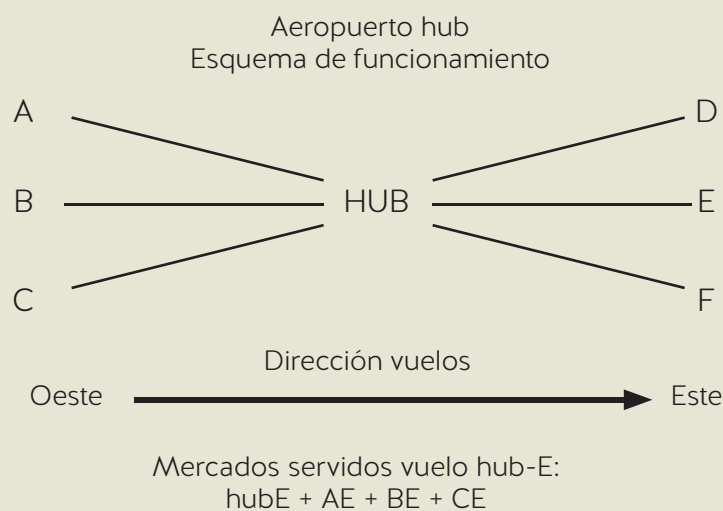 Aeropuerto hub
Esquema de funcionamiento
A
D
B
HUB
E
C
F
Dirección vuelos
Oeste
Este
Mercados servidos vuelo hub-E:
hubE + AE + BE + CE